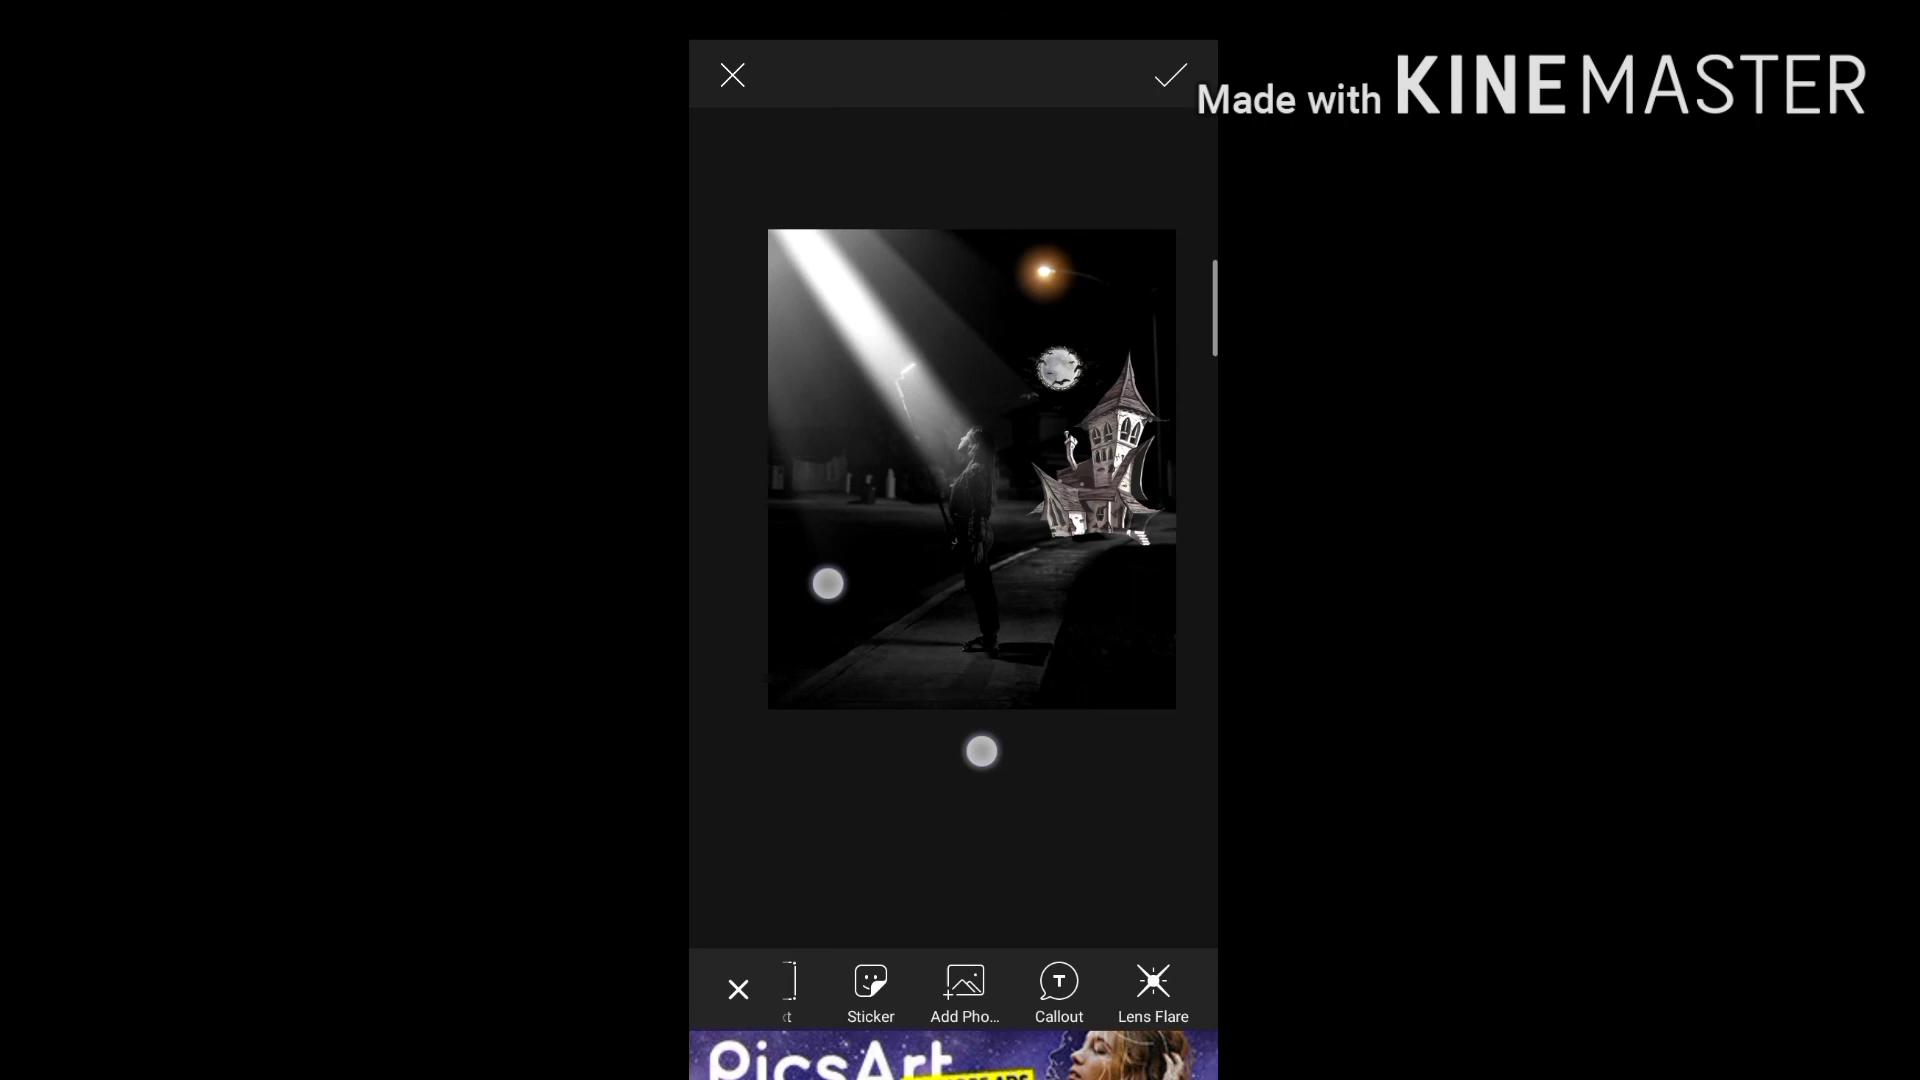 Made with KINEMASTER
Sticker
Add Pho...
Callout
Lens Flare
PicsArt